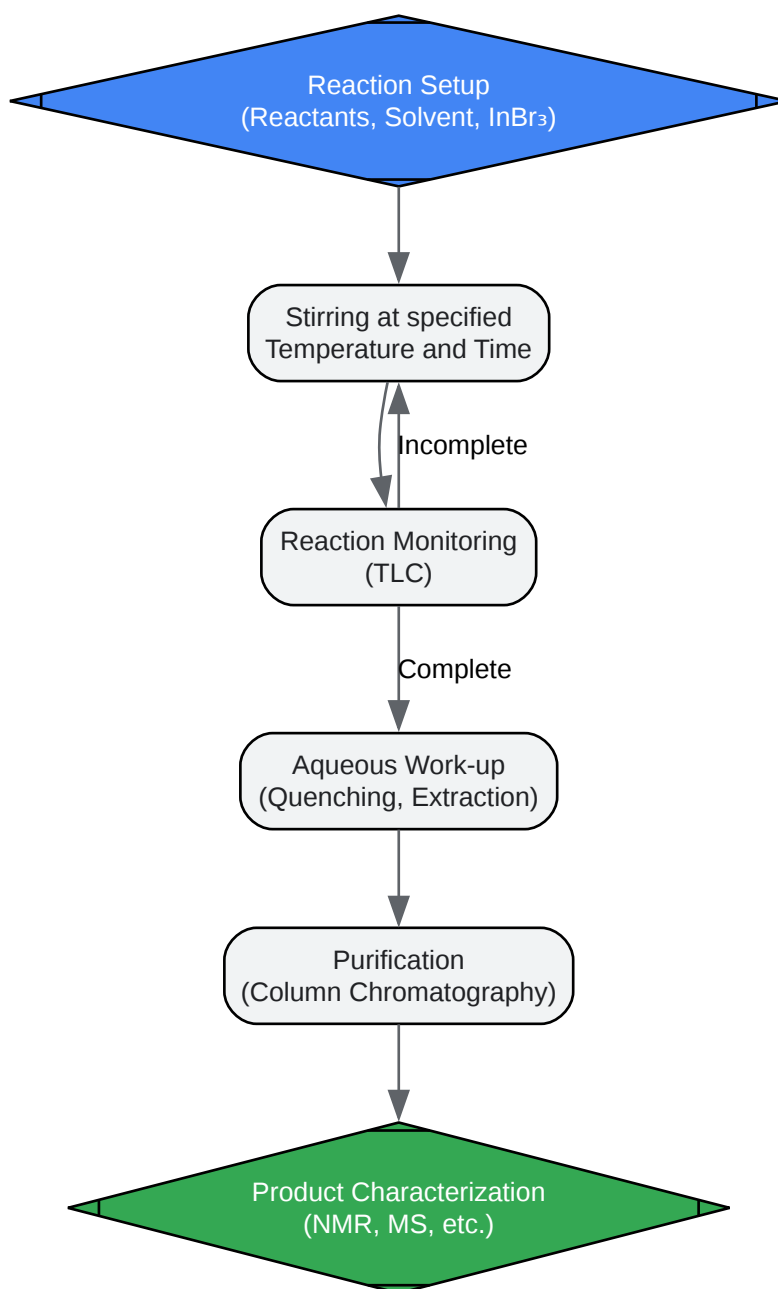 Reaction Setup
(Reactants, Solvent, InBr₃)
Stirring at specified
Temperature and Time
Incomplete
Reaction Monitoring
(TLC)
Complete
Aqueous Work-up
(Quenching, Extraction)
Purification
(Column Chromatography)
Product Characterization
(NMR, MS, etc.)